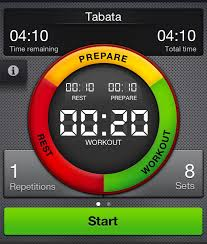 Tabata
04:10 04:10
Time remaining Total time
i
PREPARE
00:10 00:10
REST PREPARE
00:20
WORKOUT
REST WORKOUT
1 8
Repetitions Sets
Start